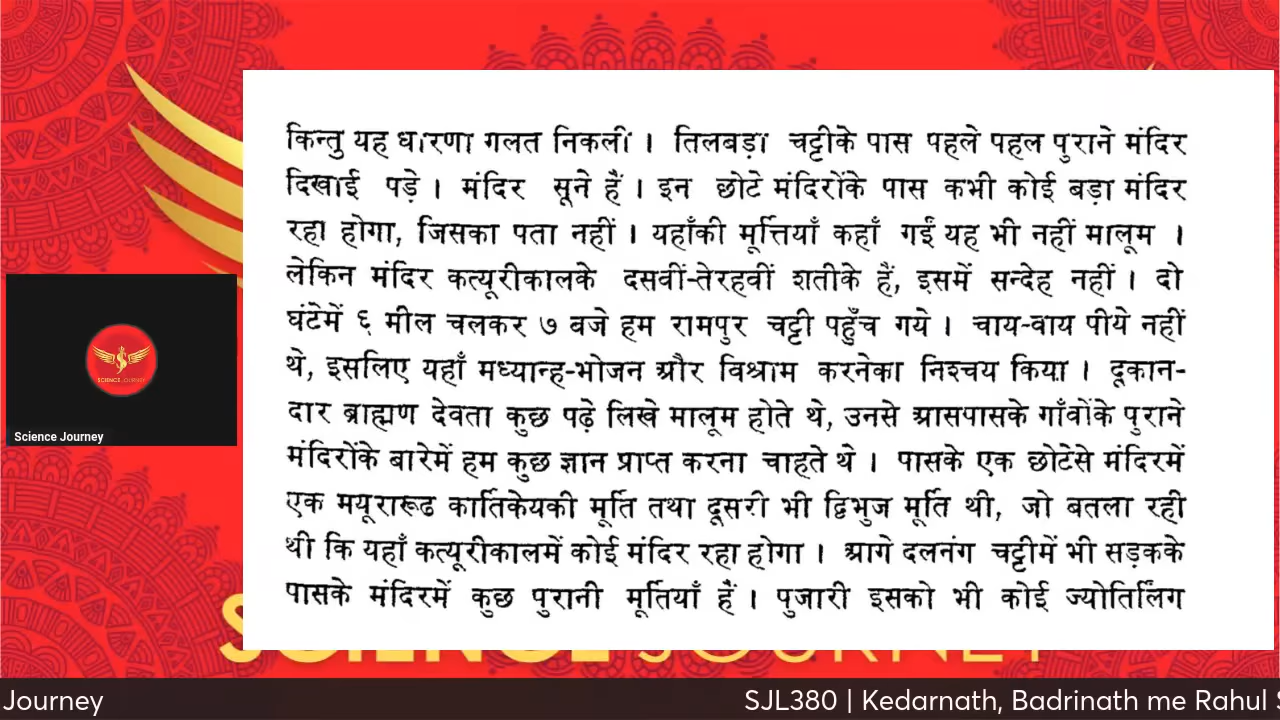 किन्तु यह धारणा गलत निकली । तिलबड़ा चट्टीके पास पहले पहल पुराने मंदिर
दिखाई पड़े । मंदिर सूने हैं । इन छोटे मंदिरोंके पास कभी कोई बड़ा मंदिर
रहा होगा, जिसका पता नहीं । यहाँकी मूर्त्तियाँ कहाँ गईं यह भी नहीं मालूम ।
लेकिन मंदिर कत्यूरीकालके दसवीं-तेरहवीं शतीके हैं, इसमें सन्देह नहीं । दो
घंटेमें ६ मील चलकर ७ बजे हम रामपुर चट्टी पहुँच गये । चाय-वाय पीये नहीं
थे, इसलिए यहाँ मध्यान्ह-भोजन और विश्राम करनेका निश्चय किया । दूकान-
दार ब्राह्मण देवता कुछ पढ़े लिखे मालूम होते थे, उनसे आसपासके गाँवोंके पुराने
मंदिरोंके बारेमें हम कुछ ज्ञान प्राप्त करना चाहते थे । पासके एक छोटेसे मंदिरमें
एक मयूरारूढ कार्तिकेयकी मूर्ति तथा दूसरी भी द्विभुज मूर्ति थी, जो बतला रही
थी कि यहाँ कत्यूरीकालमें कोई मंदिर रहा होगा । आगे दलनंग चट्टीमें भी सड़कके
पासके मंदिरमें कुछ पुरानी मूर्तियाँ हैं । पुजारी इसको भी कोई ज्योतिर्लिंग
SCIENCE JOURNEY
Science Journey
SCIENCE JOURNEY
Journey SJL380 | Kedarnath, Badrinath me Rahul S